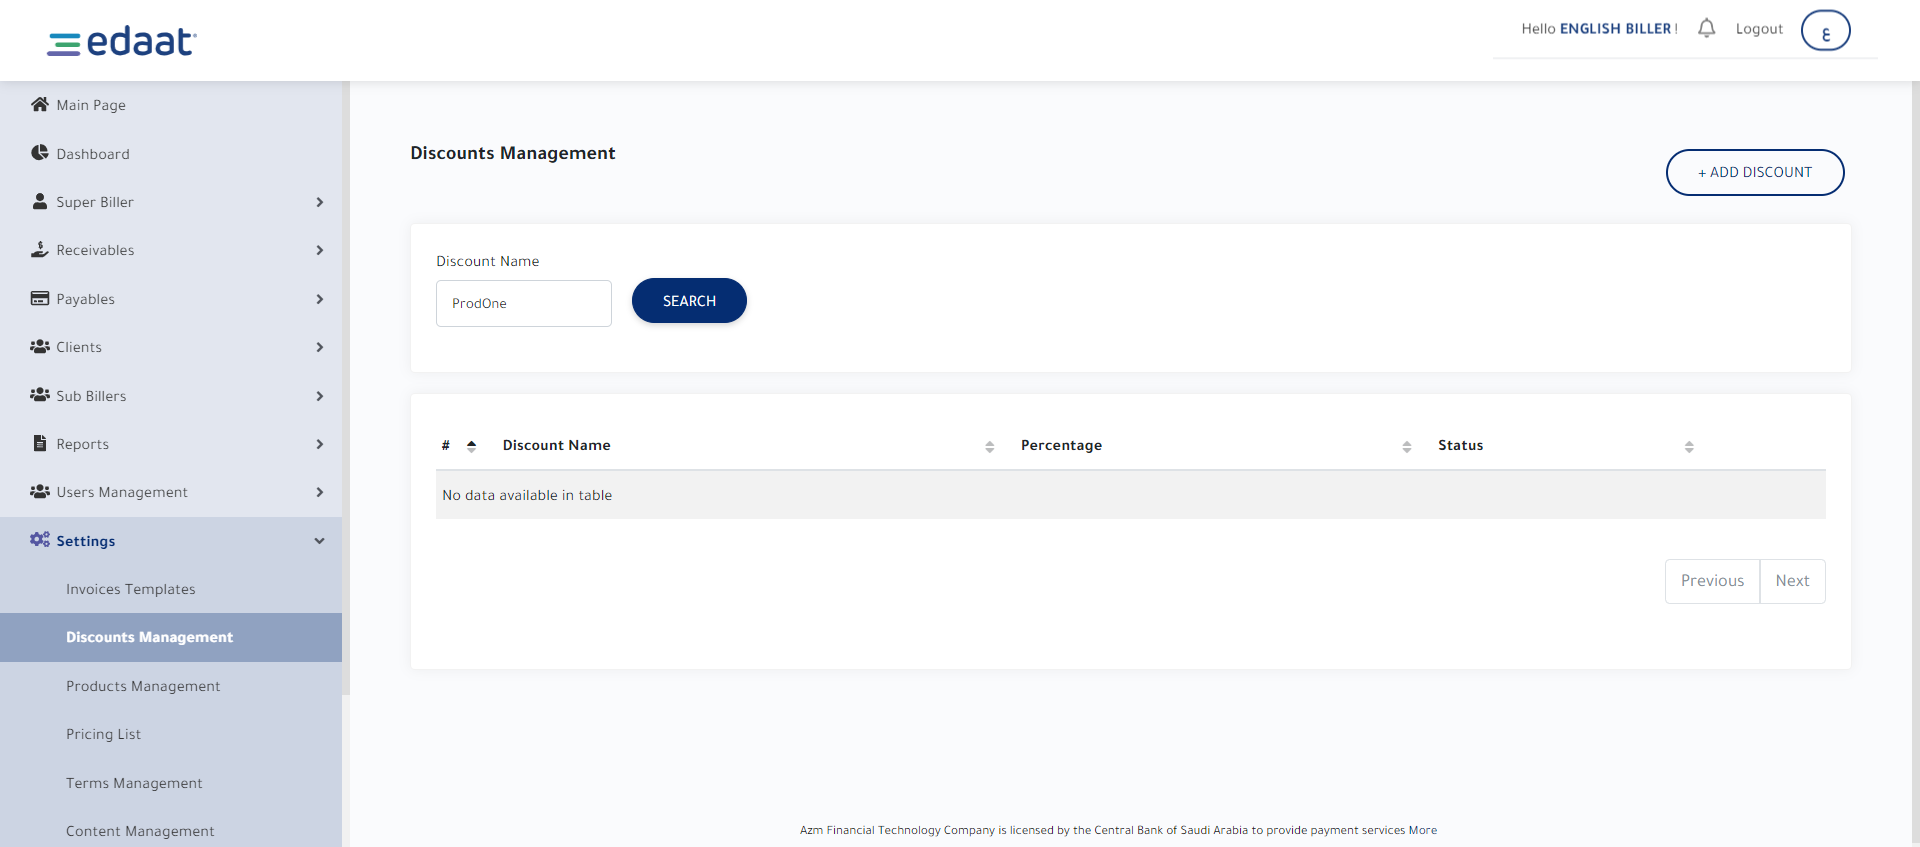 edaat
Hello ENGLISH BILLER !
Logout
ع
Main Page
Dashboard
Super Biller
Receivables
Payables
Clients
Sub Billers
Reports
Users Management
Settings
Invoices Templates
Discounts Management
Products Management
Pricing List
Terms Management
Content Management
Discounts Management
+ ADD DISCOUNT
Discount Name
ProdOne
SEARCH
# Discount Name Percentage Status
No data available in table
Previous Next
Azm Financial Technology Company is licensed by the Central Bank of Saudi Arabia to provide payment services More